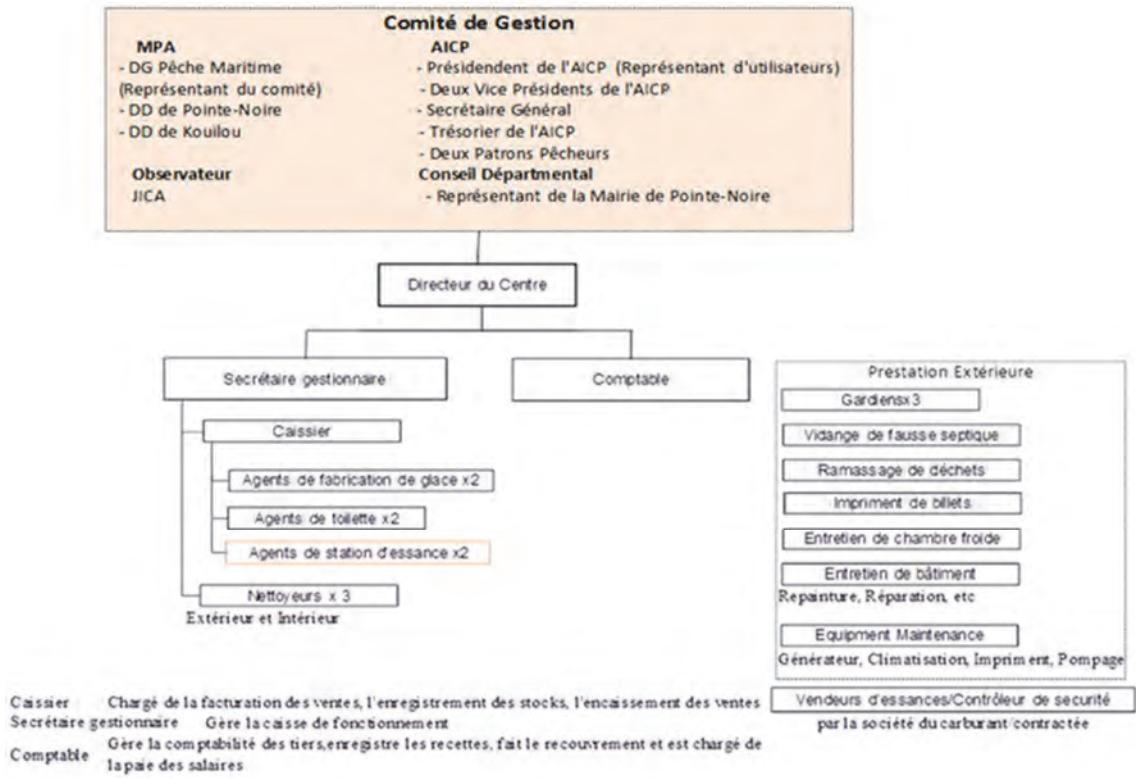 Comité de Gestion
MPA
- DG Pêche Maritime
(Représentant du comité)
- DD de Pointe-Noire
- DD de Kouilou
Observateur
JICA
AICP
- Présidendent de l'AICP (Représentant d'utilisateurs)
- Deux Vice Présidents de l'AICP
- Secrétaire Général
- Trésorier de l'AICP
- Deux Patrons Pêcheurs
Conseil Départmental
- Représentant de la Mairie de Pointe-Noire
Directeur du Centre
Secrétaire gestionnaire
Comptable
Caissier
Agents de fabrication de glace x2
Agents de toilette x2
Agents de station d'essance x2
Nettoyeurs x 3
Extérieur et Intérieur
Prestation Extérieure
Gardiensx3
Vidange de fausse septique
Ramassage de déchets
Impriment de billets
Entretien de chambre froide
Entretien de bâtiment
Repainture, Réparation, etc
Equipment Maintenance
Générateur, Climatisation, Impriment, Pompage
Vendeurs d'essances/Contrôleur de securité
par la société du carburant contractée
Caissier Chargé de la facturation des ventes, l'enregistrement des stocks, l'encaissement des ventes
Secrétaire gestionnaire Gère la caisse de fonctionnement
Comptable Gère la comptabilité des tiers,enregistre les recettes, fait le recouvrement et est chargé de
la paie des salaires